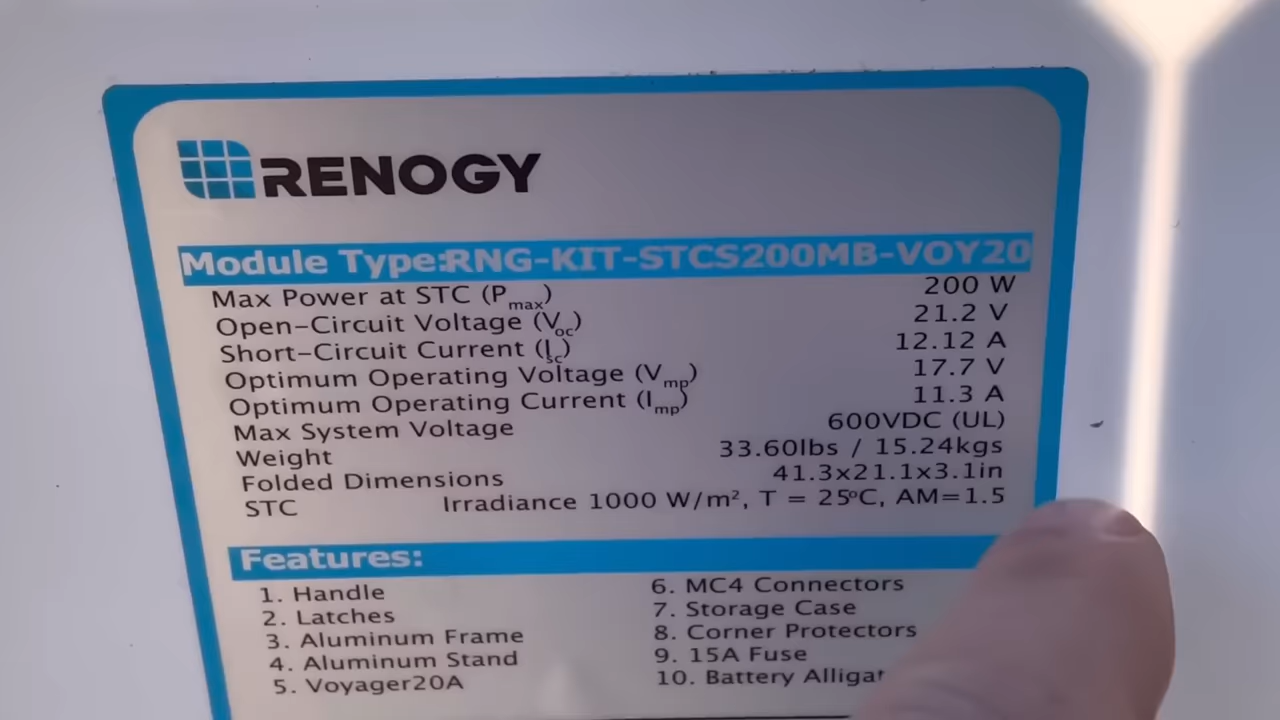 RENOGY
Module Type:RNG-KIT-STCS200MB-VOY20
Max Power at STC (Pmax) 200 W
Open-Circuit Voltage (Voc) 21.2 V
Short-Circuit Current (Isc) 12.12 A
Optimum Operating Voltage (Vmp) 17.7 V
Optimum Operating Current (Imp) 11.3 A
Max System Voltage 600VDC (UL)
Weight 33.60lbs / 15.24kgs
Folded Dimensions 41.3x21.1x3.1in
STC Irradiance 1000 W/m², T = 25°C, AM=1.5
Features:
1. Handle
2. Latches
3. Aluminum Frame
4. Aluminum Stand
5. Voyager20A
6. MC4 Connectors
7. Storage Case
8. Corner Protectors
9. 15A Fuse
10. Battery